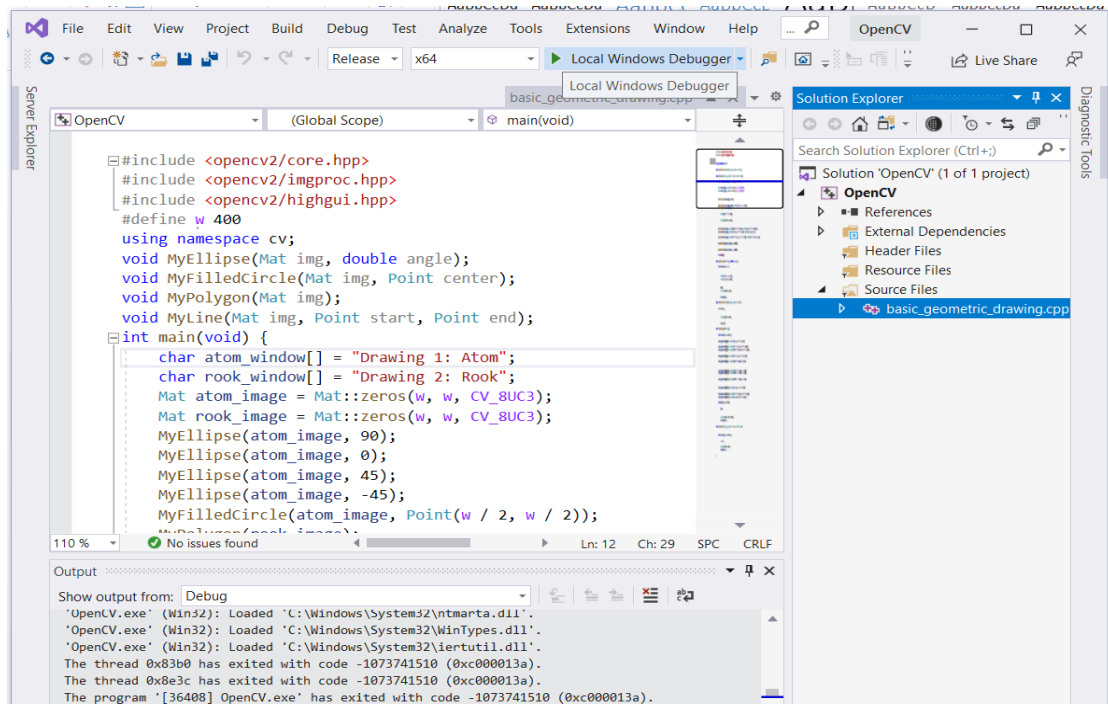 File Edit View Project Build Debug Test Analyze Tools Extensions Window Help ... OpenCV
Release x64 Local Windows Debugger Live Share
Local Windows Debugger
Server Explorer
basic_geometric_drawing.cpp
OpenCV (Global Scope) main(void)
#include <opencv2/core.hpp>
#include <opencv2/imgproc.hpp>
#include <opencv2/highgui.hpp>
#define w 400
using namespace cv;
void MyEllipse(Mat img, double angle);
void MyFilledCircle(Mat img, Point center);
void MyPolygon(Mat img);
void MyLine(Mat img, Point start, Point end);
int main(void) {
char atom_window[] = "Drawing 1: Atom";
char rook_window[] = "Drawing 2: Rook";
Mat atom_image = Mat::zeros(w, w, CV_8UC3);
Mat rook_image = Mat::zeros(w, w, CV_8UC3);
MyEllipse(atom_image, 90);
MyEllipse(atom_image, 0);
MyEllipse(atom_image, 45);
MyEllipse(atom_image, -45);
MyFilledCircle(atom_image, Point(w / 2, w / 2));
MyPolygon(rook_image);
110 % No issues found Ln: 12 Ch: 29 SPC CRLF
Output
Show output from: Debug
'OpenCV.exe' (Win32): Loaded 'C:\Windows\System32\ntmarta.dll'.
'OpenCV.exe' (Win32): Loaded 'C:\Windows\System32\WinTypes.dll'.
'OpenCV.exe' (Win32): Loaded 'C:\Windows\System32\iertutil.dll'.
The thread 0x83b0 has exited with code -1073741510 (0xc000013a).
The thread 0x8e3c has exited with code -1073741510 (0xc000013a).
The program '[36408] OpenCV.exe' has exited with code -1073741510 (0xc000013a).
Solution Explorer
Search Solution Explorer (Ctrl+;)
Solution 'OpenCV' (1 of 1 project)
OpenCV
References
External Dependencies
Header Files
Resource Files
Source Files
basic_geometric_drawing.cpp
Diagnostic Tools